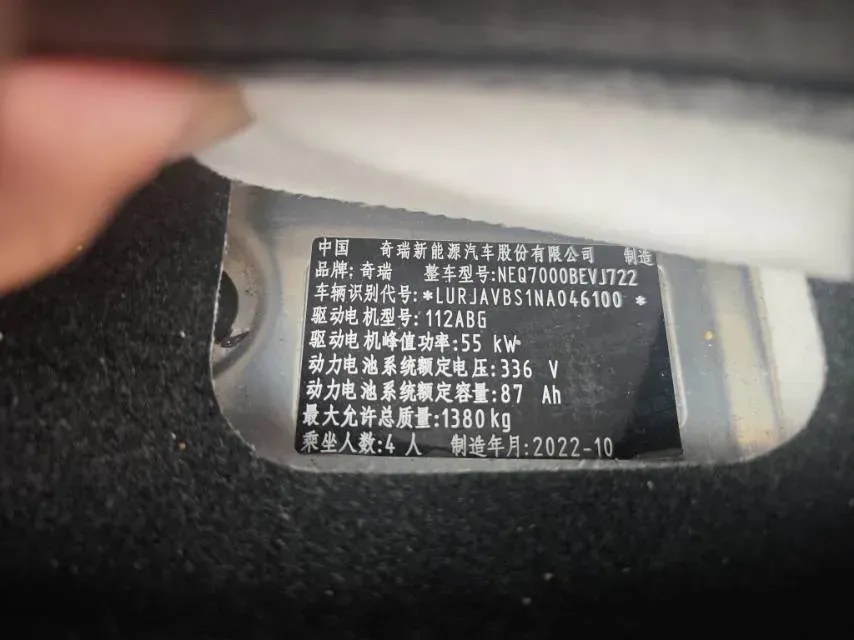 中国 奇瑞新能源汽车股份有限公司 制造
品牌:奇瑞 整车型号:NEQ7000BEVJ722
车辆识别代号:*LURJAVBS1NA046100*
驱动电机型号:112ABG
驱动电机峰值功率:55 kW
动力电池系统额定电压:336 V
动力电池系统额定容量:87 Ah
最大允许总质量:1380kg
乘坐人数:4 人 制造年月:2022-10